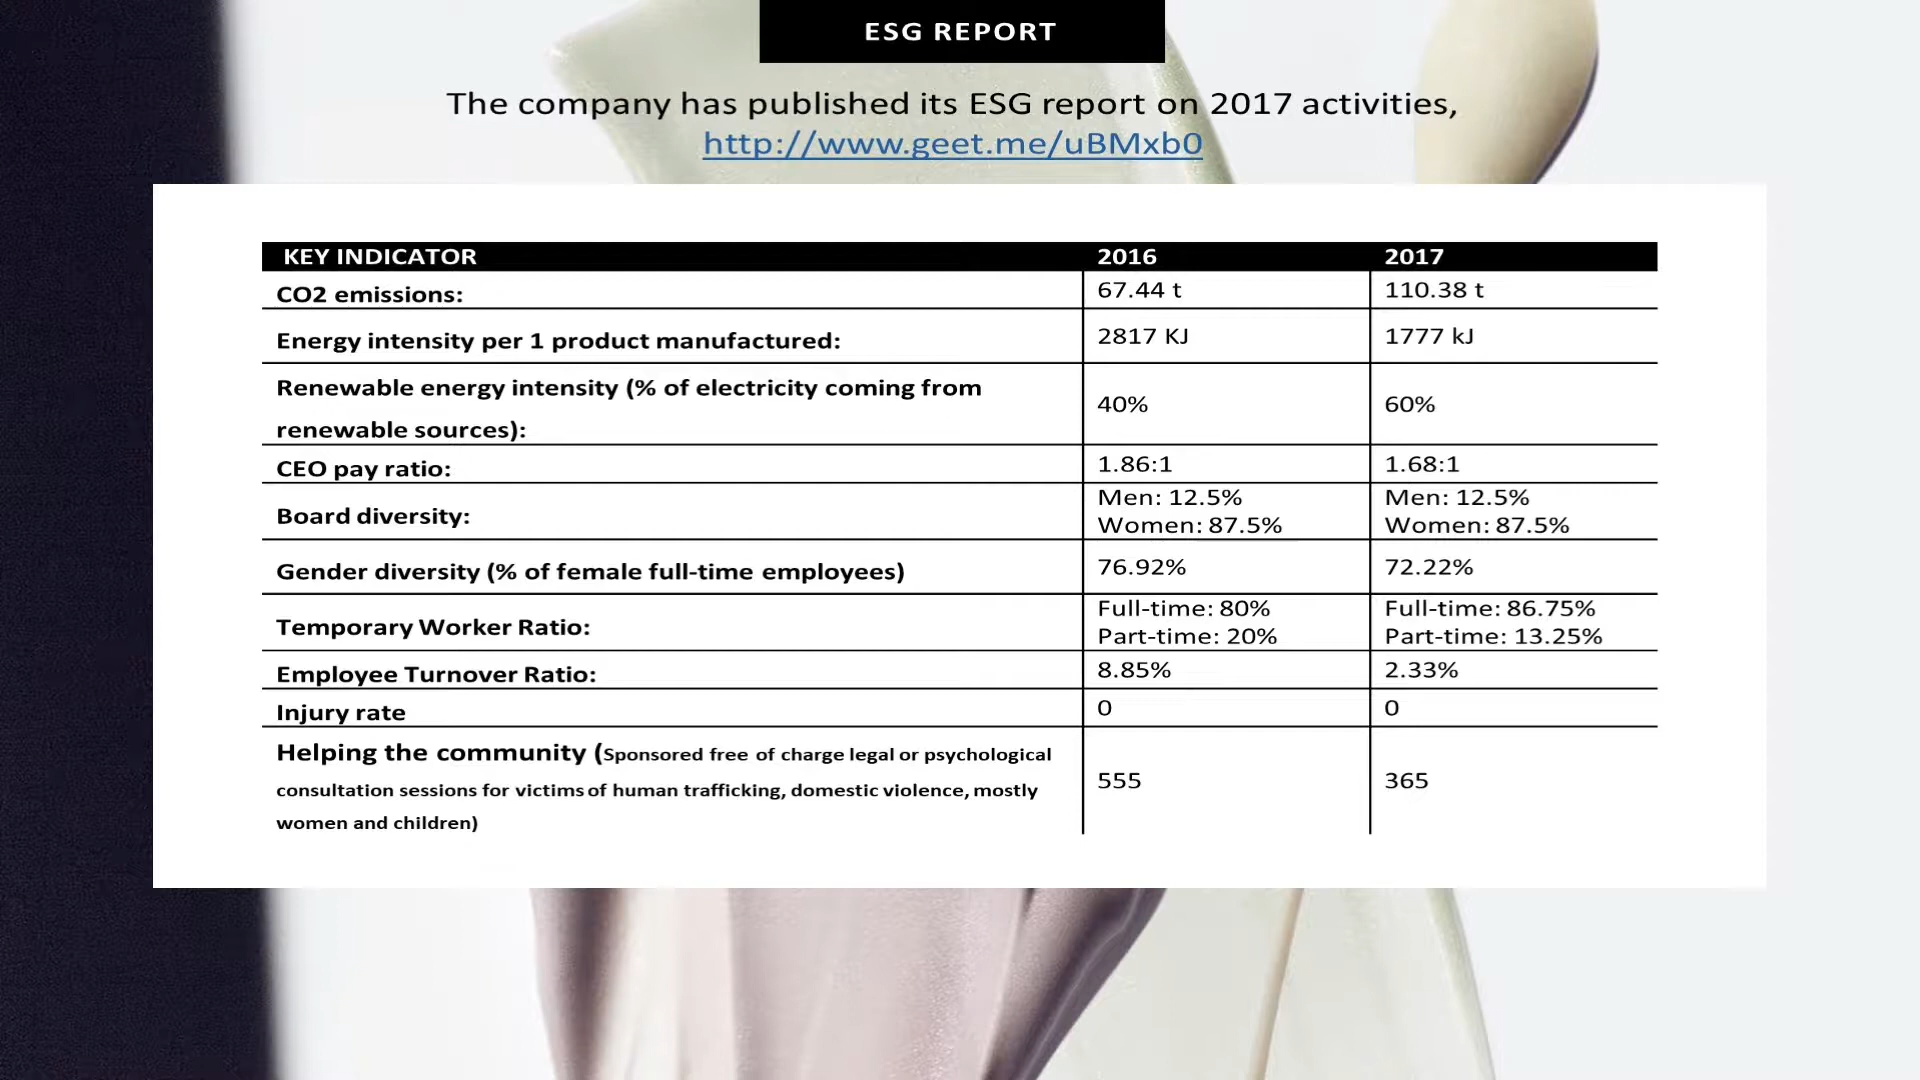 ESG REPORT
The company has published its ESG report on 2017 activities,
http://www.geet.me/uBMxb0
KEY INDICATOR 2016 2017
CO2 emissions: 67.44 t 110.38 t
Energy intensity per 1 product manufactured: 2817 KJ 1777 kJ
Renewable energy intensity (% of electricity coming from
renewable sources): 40% 60%
CEO pay ratio: 1.86:1 1.68:1
Board diversity: Men: 12.5% Men: 12.5%
Women: 87.5% Women: 87.5%
Gender diversity (% of female full-time employees) 76.92% 72.22%
Temporary Worker Ratio: Full-time: 80% Full-time: 86.75%
Part-time: 20% Part-time: 13.25%
Employee Turnover Ratio: 8.85% 2.33%
Injury rate 0 0
Helping the community (Sponsored free of charge legal or psychological
consultation sessions for victims of human trafficking, domestic violence, mostly 555 365
women and children)